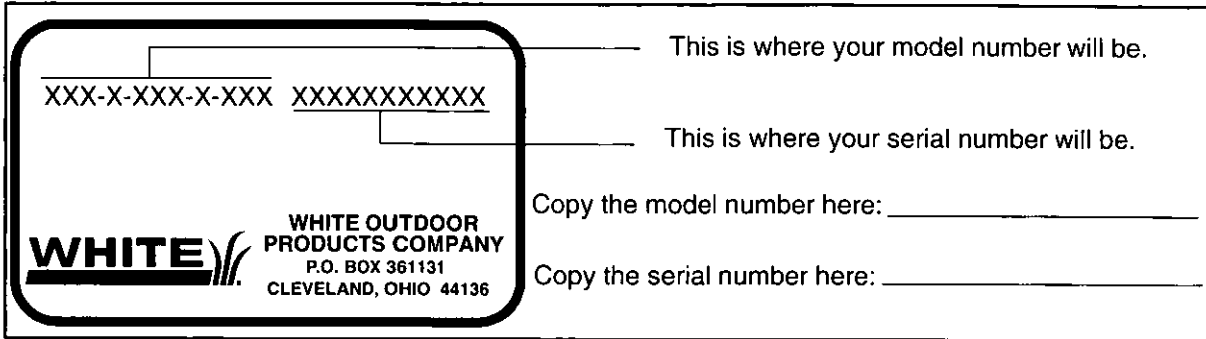 This is where your model number will be.
XXX-X-XXX-X-XXX XXXXXXXXXXX
This is where your serial number will be.
WHITE
WHITE OUTDOOR
PRODUCTS COMPANY
P.O. BOX 361131
CLEVELAND, OHIO 44136
Copy the model number here:
Copy the serial number here: